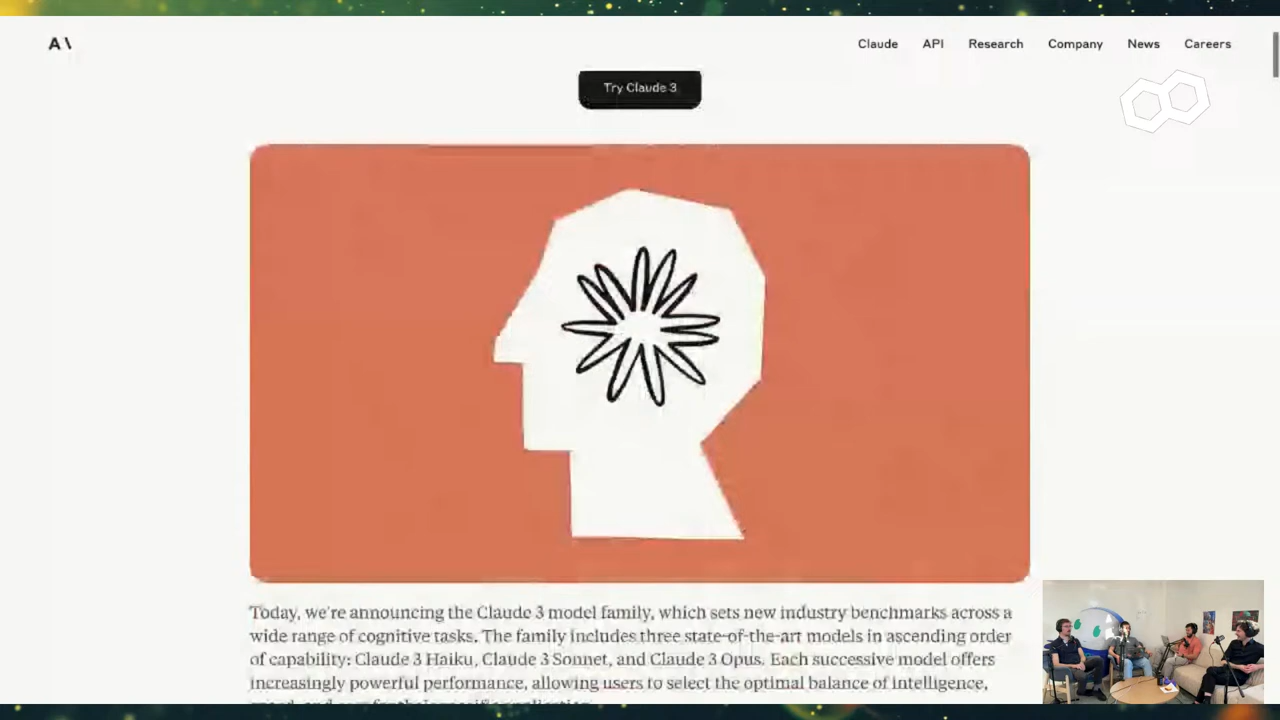 A\
Claude
API
Research
Company
News
Careers
Try Claude 3
Today, we're announcing the Claude 3 model family, which sets new industry benchmarks across a
wide range of cognitive tasks. The family includes three state-of-the-art models in ascending order
of capability: Claude 3 Haiku, Claude 3 Sonnet, and Claude 3 Opus. Each successive model offers
increasingly powerful performance, allowing users to select the optimal balance of intelligence,